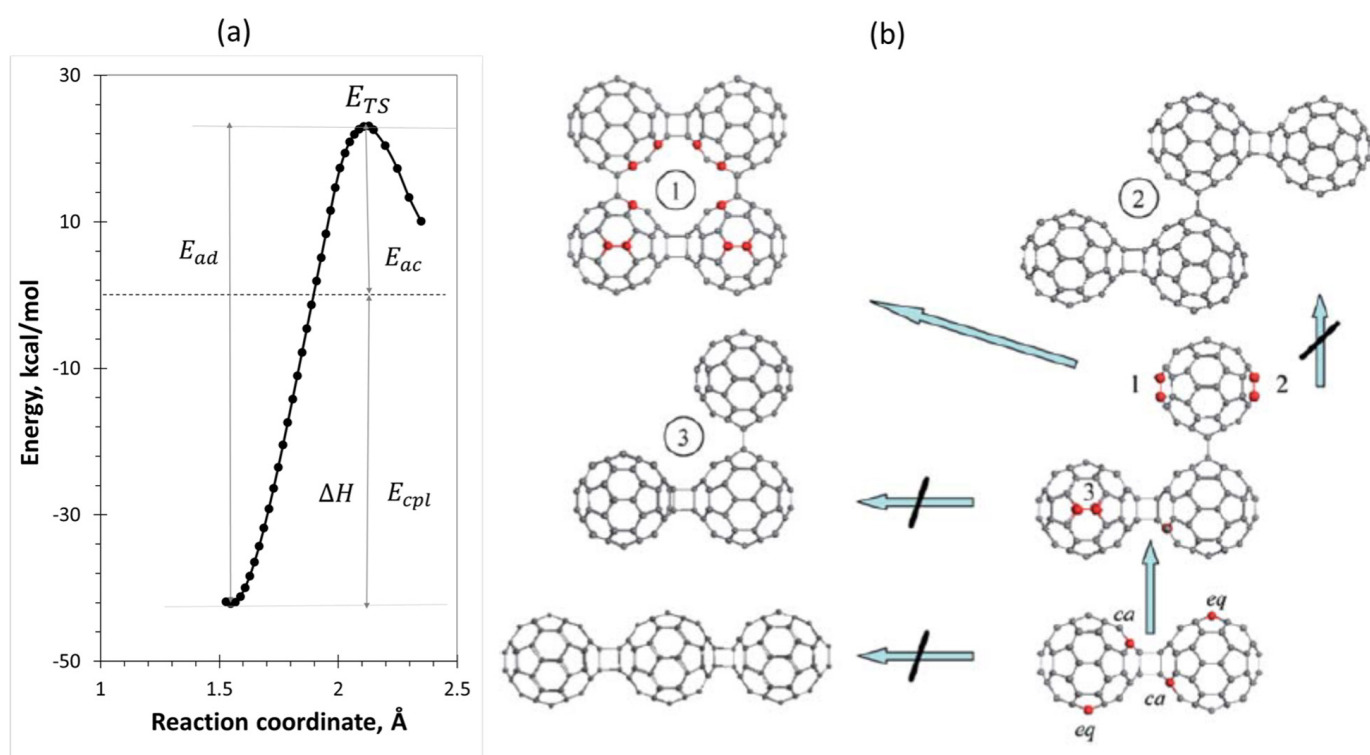 (a)
(b)
30
10
-10
-30
-50
Energy, kcal/mol
E_TS
E_ad
E_ac
ΔH
E_cpl
1
1.5
2
2.5
Reaction coordinate, Å
1
2
3
1
2
3
ca
eq
ca
eq